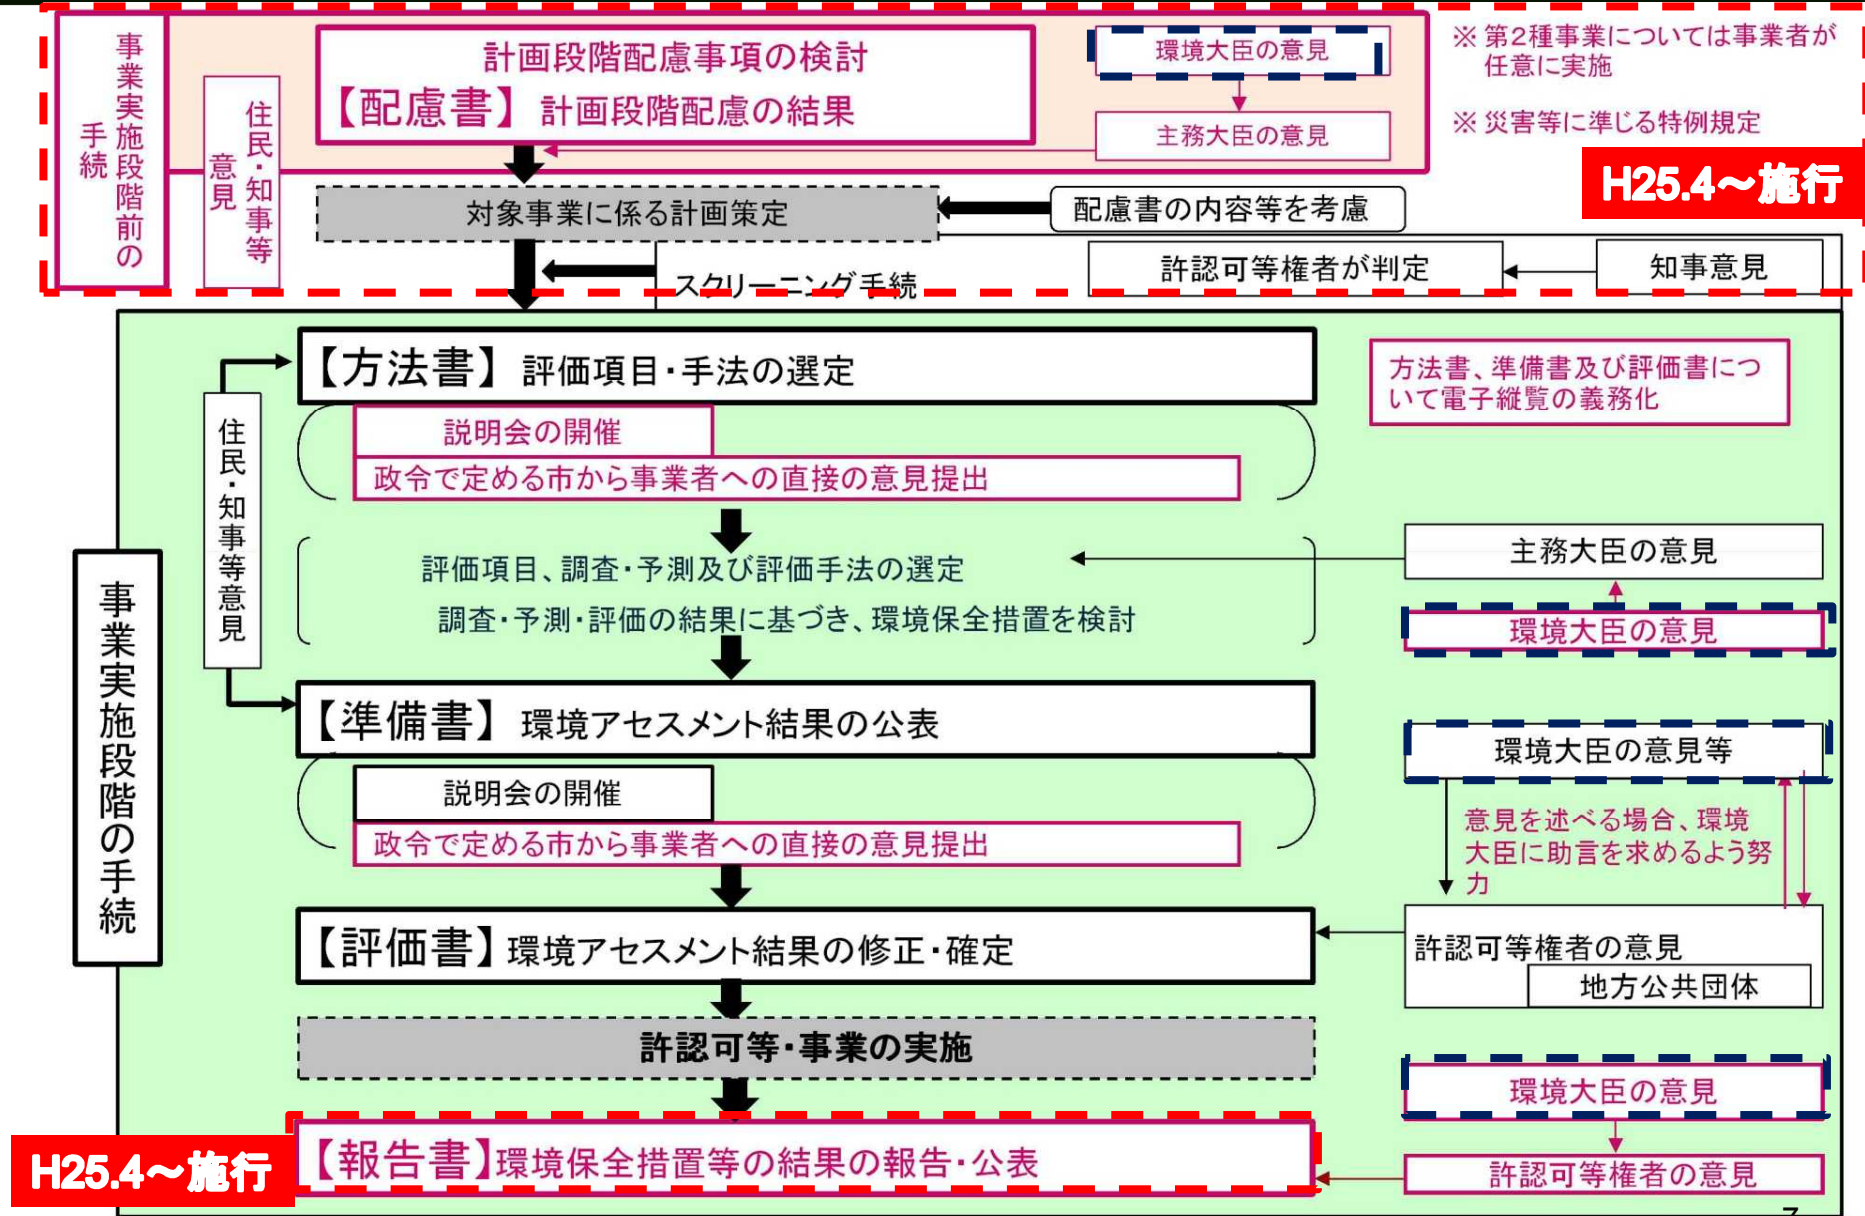 事業実施段階前の
手続
住民・知事等
意見
計画段階配慮事項の検討
【配慮書】計画段階配慮の結果
環境大臣の意見
主務大臣の意見
※ 第2種事業については事業者が
任意に実施
※ 災害等に準じる特例規定
H25.4～施行
対象事業に係る計画策定
配慮書の内容等を考慮
スクリーニング手続
許認可等権者が判定
知事意見
事業実施段階の手続
住民・知事等意見
【方法書】評価項目・手法の選定
説明会の開催
政令で定める市から事業者への直接の意見提出
方法書、準備書及び評価書につ
いて電子縦覧の義務化
評価項目、調査・予測及び評価手法の選定
調査・予測・評価の結果に基づき、環境保全措置を検討
主務大臣の意見
環境大臣の意見
【準備書】環境アセスメント結果の公表
説明会の開催
政令で定める市から事業者への直接の意見提出
環境大臣の意見等
意見を述べる場合、環境
大臣に助言を求めるよう努
力
【評価書】環境アセスメント結果の修正・確定
許認可等権者の意見
地方公共団体
許認可等・事業の実施
環境大臣の意見
H25.4～施行
【報告書】環境保全措置等の結果の報告・公表
許認可等権者の意見